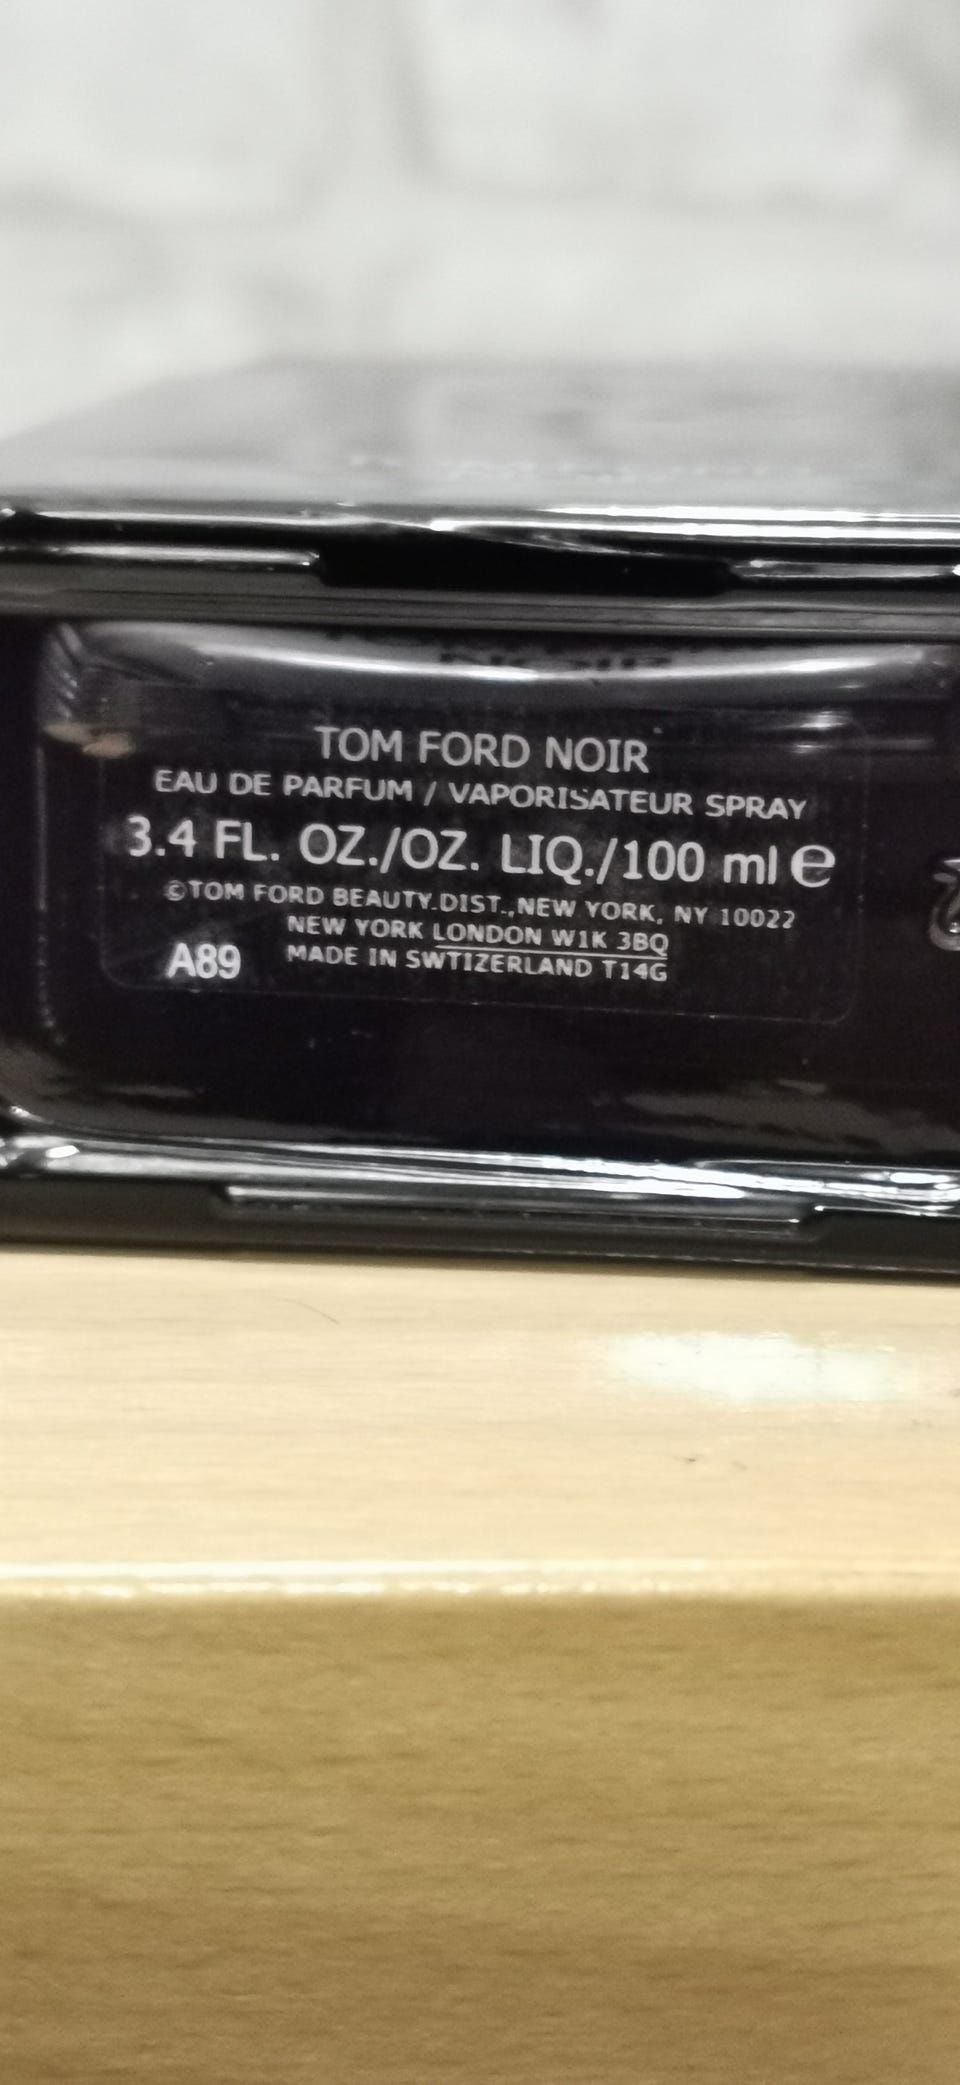 TOM FORD NOIR
EAU DE PARFUM / VAPORISATEUR SPRAY
3.4 FL. OZ./OZ. LIQ./100 ml ℮
©TOM FORD BEAUTY.DIST.,NEW YORK, NY 10022
NEW YORK LONDON W1K 3BQ
A89 MADE IN SWTIZERLAND T14G